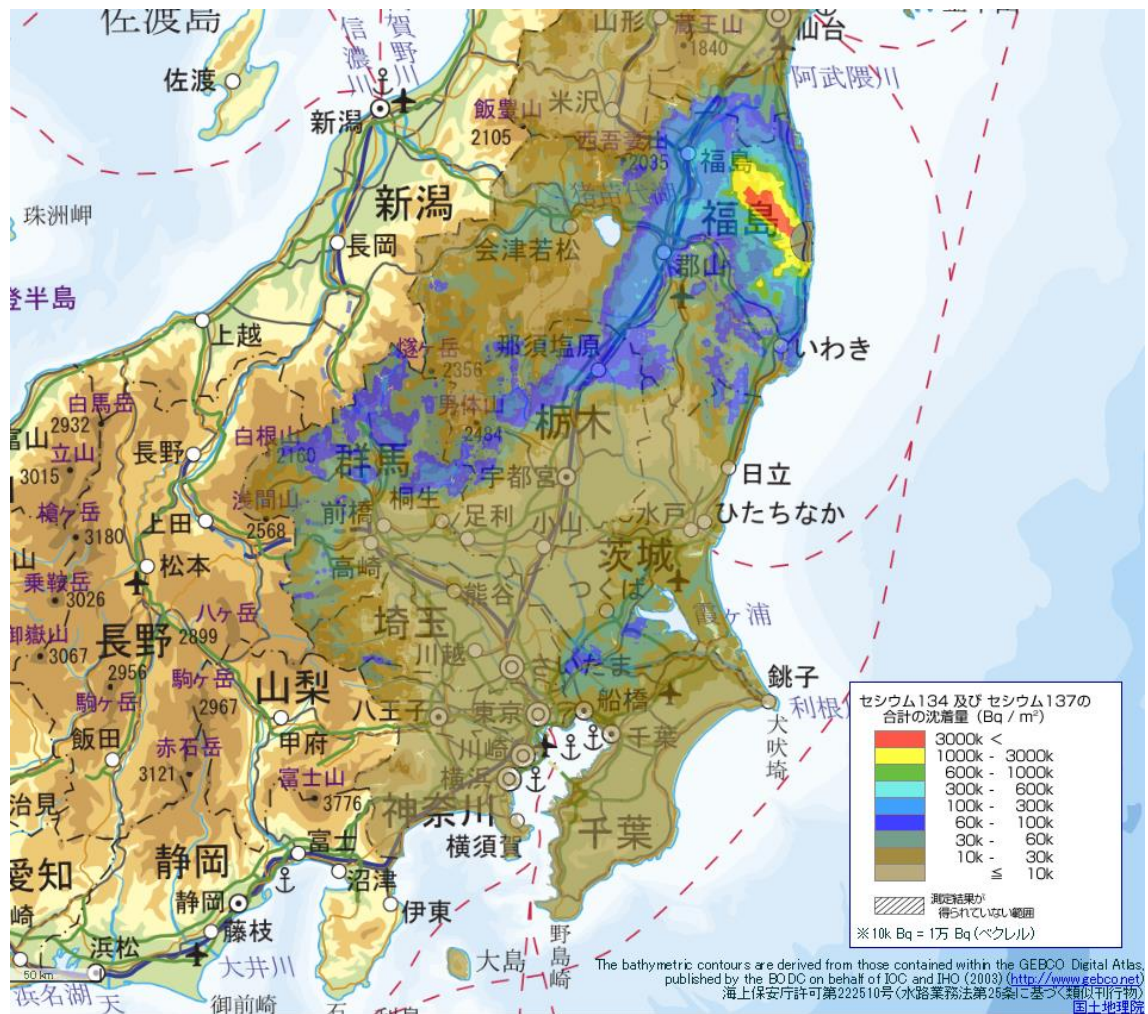 佐渡島
佐渡
信濃川
阿賀野川
新潟
山形
蔵王山
1840
仙台
阿武隈川
飯豊山
2105
米沢
西吾妻山
2035
福島
珠洲岬
新潟
猪苗代湖
福島
長岡
会津若松
郡山
登半島
上越
いわき
燧ヶ岳
2356
那須塩原
白馬岳
2932
男体山
2484
栃木
富山
立山
3015
長野
白根山
2160
群馬
宇都宮
日立
槍ヶ岳
3180
上田
浅間山
2568
前橋
桐生
足利
小山
水戸
ひたちなか
山
松本
高崎
茨城
乗鞍岳
3026
熊谷
つくば
霞ヶ浦
御嶽山
3067
長野
八ヶ岳
2899
埼玉
川越
さいたま
2956
駒ヶ岳
駒ヶ岳
2967
山梨
八王子
東京
船橋
銚子
利根川
犬吠埼
飯田
赤石岳
3121
甲府
川崎
千葉
富士山
3776
横浜
治見
神奈川
横須賀
千葉
愛知
静岡
富士
沼津
崎
静岡
伊東
藤枝
浜松
50 km
大井川
大島
野島崎
浜名湖
天
御前崎
石
セシウム134 及び セシウム137の
合計の沈着量 (Bq / m²)
3000k <
1000k - 3000k
600k - 1000k
300k - 600k
100k - 300k
60k - 100k
30k - 60k
10k - 30k
≦ 10k
測定結果が
得られていない範囲
※10k Bq = 1万 Bq(ベクレル)
The bathymetric contours are derived from those contained within the GEBCO Digital Atlas,
published by the BODC on behalf of IOC and IHO (2003) (http://www.gebco.net)
海上保安庁許可第222510号(水路業務法第25条に基づく類似刊行物)
国土地理院